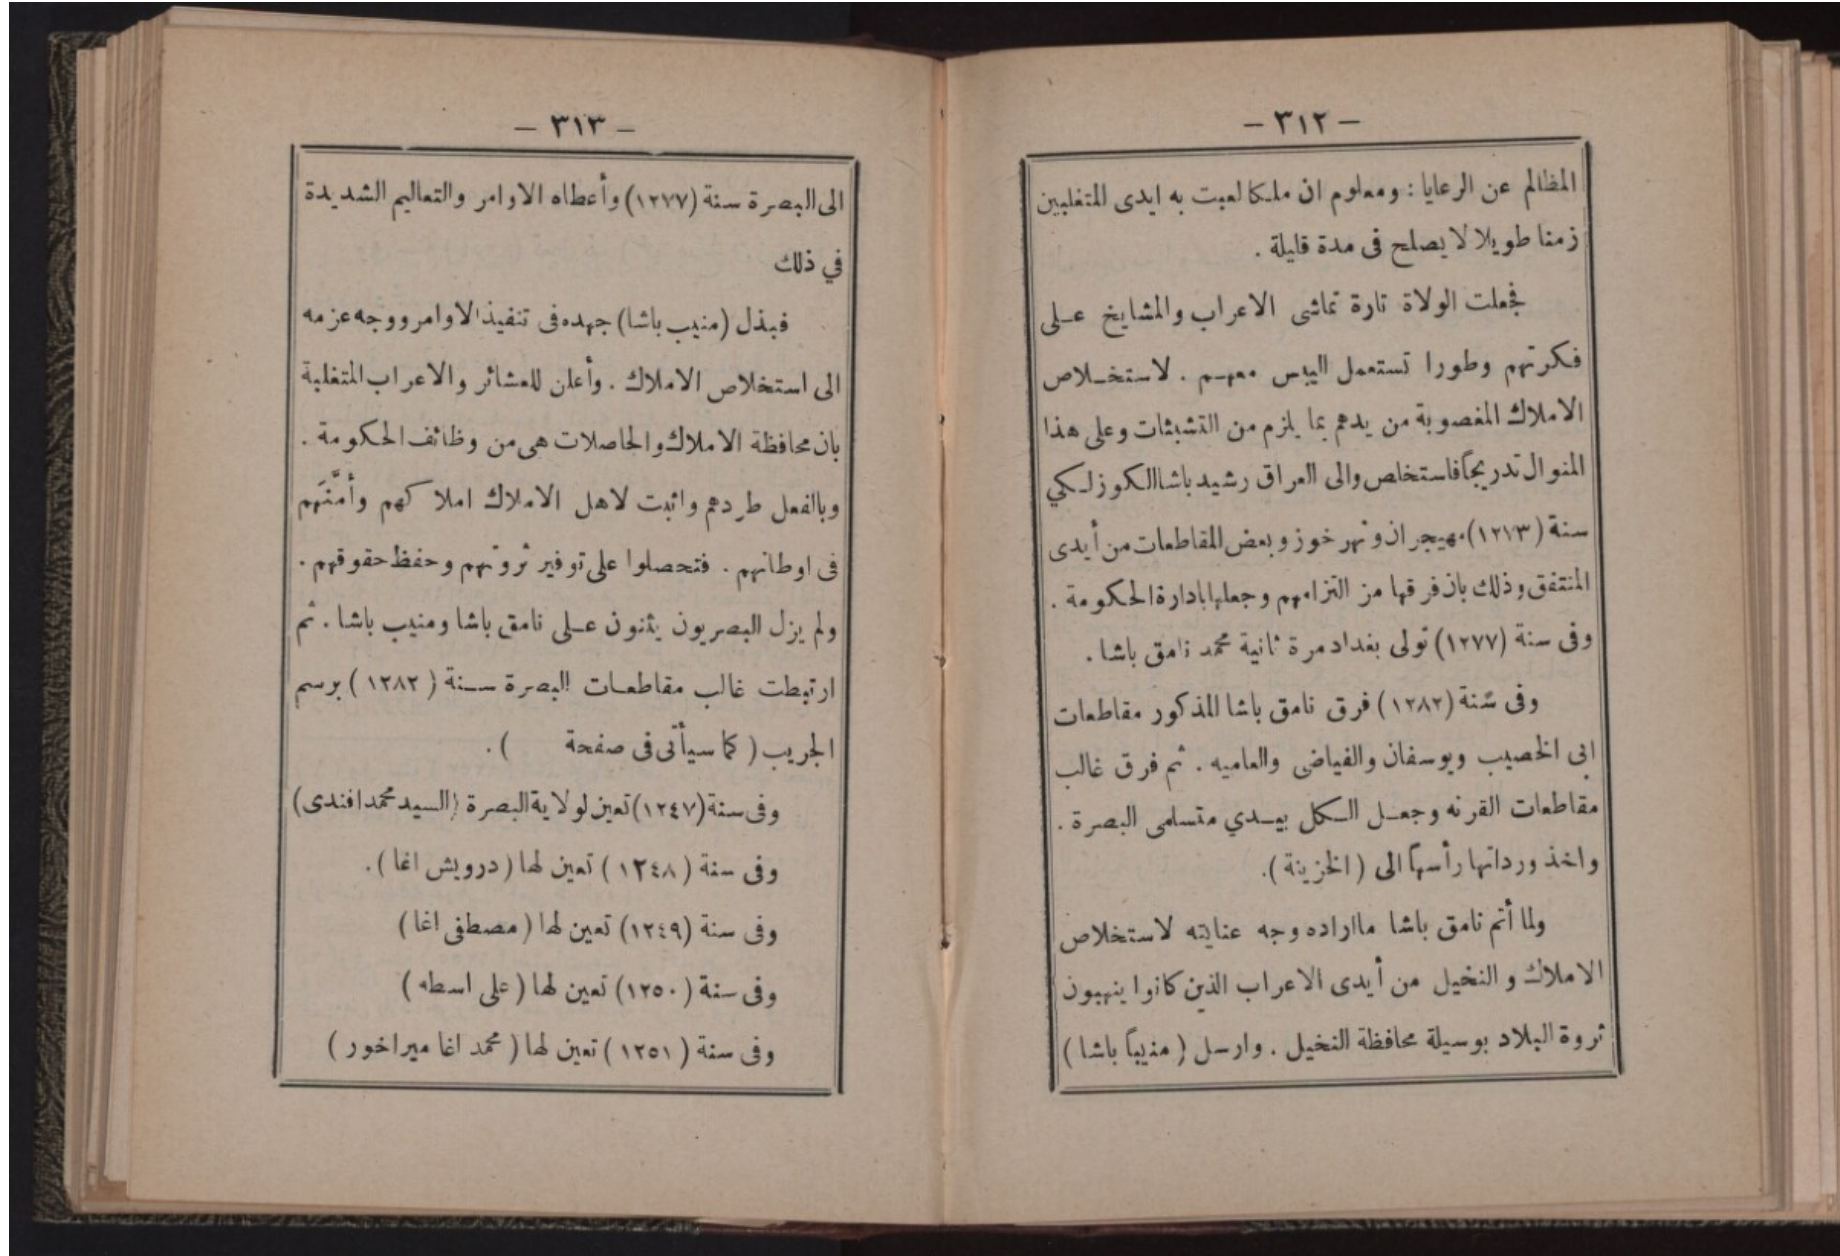 — ٣١٢ —
المظالم عن الرعايا : ومعلوم ان ملكا لعبت به ايدى المتغلبين
زمنا طويلا لا يصلح فى مدة قليلة .
فجعلت الولاة تارة تماشى الاعراب والمشايخ على
فكرتهم وطورا تستعمل اليبس معهم . لاستخلاص
الاملاك المغصوبة من يدهم بما يلزم من التشبثات وعلى هذا
المنوال تدريجاً فاستخلص والى العراق رشيد باشا الكوزلكي
سنة (١٢٧٣) مهيجران ونهر خوز وبعض المقاطعات من أيدى
المنتفق وذلك بان فرقها من التزامهم وجعلها بادارة الحكومة .
وفى سنة (١٢٧٧) تولى بغداد مرة ثانية محمد نامق باشا .
وفى سنة (١٢٨٢) فرق نامق باشا المذكور مقاطعات
ابى الخصيب ويوسفان والفياضى والعاميه . ثم فرق غالب
مقاطعات القرنه وجعل الكل بيدي متسلمى البصرة .
واخذ ورداتها رأسهاً الى (الخزينة).
ولما أتم نامق باشا مااراده وجه عنايته لاستخلاص
الاملاك والنخيل من أيدى الاعراب الذين كانوا ينهبون
ثروة البلاد بوسيلة محافظة النخيل . وارسل (منيباً باشا)
— ٣١٣ —
الى البصرة سنة (١٢٧٧) وأعطاه الاوامر والتعاليم الشديدة
في ذلك
فبذل (منيب باشا) جهده فى تنفيذ الاوامر ووجه عزمه
الى استخلاص الاملاك . وأعلن للعشائر والاعراب المتغلبة
بان محافظة الاملاك والحاصلات هى من وظائف الحكومة .
وبالفعل طردهم واثبت لاهل الاملاك املاكهم وأمَّنَهم
فى اوطانهم . فتحصلوا على توفير ثروتهم وحفظ حقوقهم .
ولم يزل البصريون يثنون على نامق باشا ومنيب باشا . ثم
ارتبطت غالب مقاطعات البصرة سنة (١٢٨٢) برسم
الجريب ( كما سيأتى فى صفحة ) .
وفى سنة (١٢٤٧) تعين لولاية البصرة (السيد محمد افندى)
وفى سنة (١٢٤٨) تعين لها (درويش اغا).
وفى سنة (١٢٤٩) تعين لها (مصطفى اغا)
وفى سنة (١٢٥٠) تعين لها (على اسطه)
وفى سنة (١٢٥١) تعين لها (محمد اغا ميراخور)